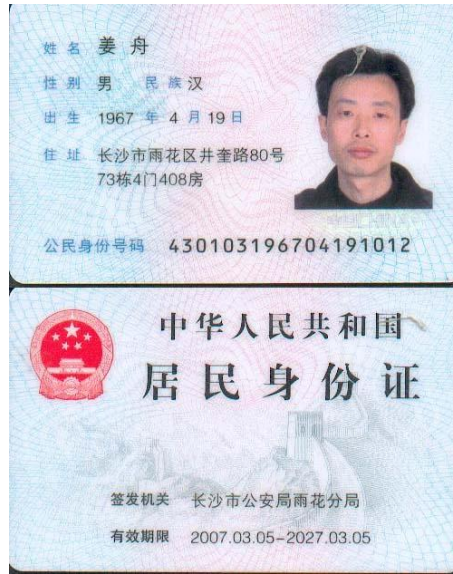 姓名 姜舟
性别 男 民族 汉
出生 1967 年 4 月 19 日
住址 长沙市雨花区井奎路80号
73栋4门408房
公民身份号码 430103196704191012
中华人民共和国
居民身份证
签发机关 长沙市公安局雨花分局
有效期限 2007.03.05-2027.03.05